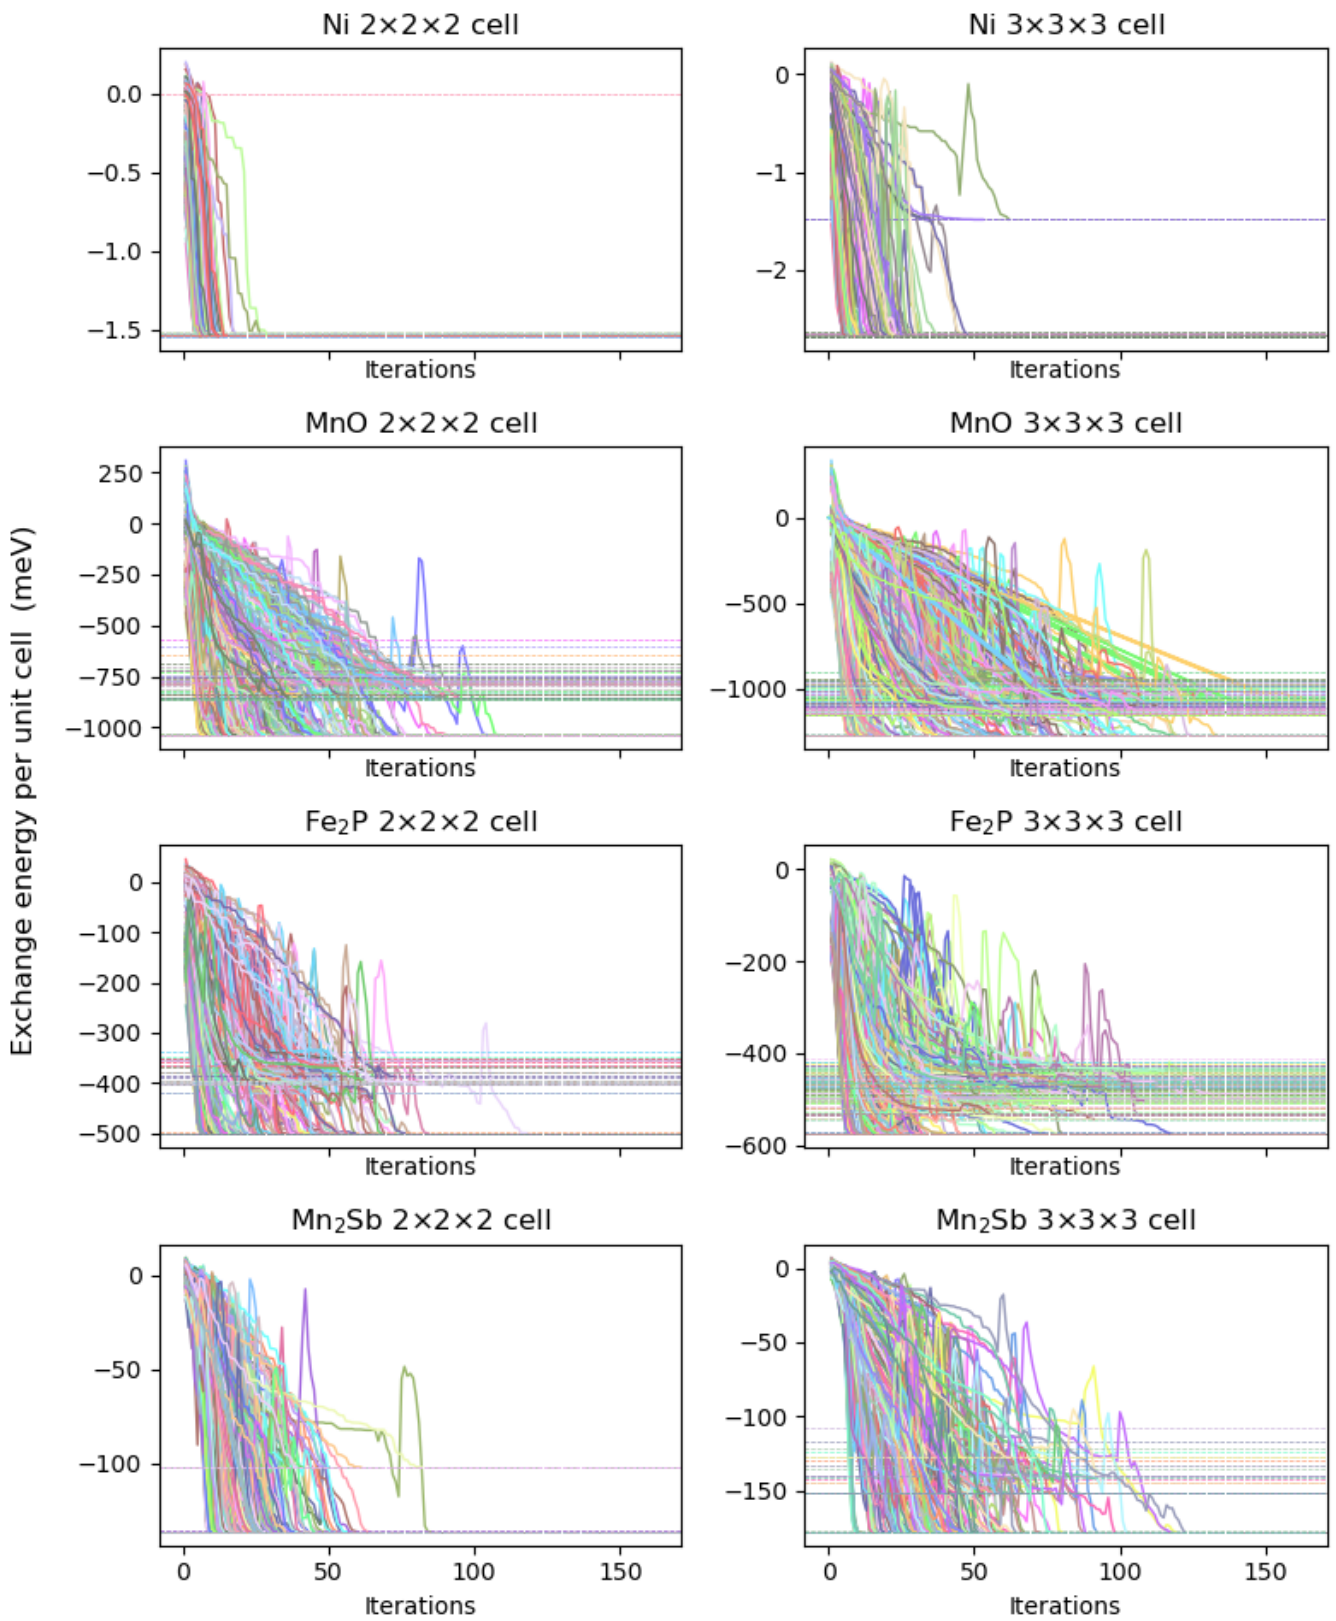 Exchange energy per unit cell (meV)
Ni 2×2×2 cell
0.0
−0.5
−1.0
−1.5
Iterations
Ni 3×3×3 cell
0
−1
−2
Iterations
MnO 2×2×2 cell
250
0
−250
−500
−750
−1000
Iterations
MnO 3×3×3 cell
0
−500
−1000
Iterations
Fe₂P 2×2×2 cell
0
−100
−200
−300
−400
−500
Iterations
Fe₂P 3×3×3 cell
0
−200
−400
−600
Iterations
Mn₂Sb 2×2×2 cell
0
−50
−100
0 50 100 150
Iterations
Mn₂Sb 3×3×3 cell
0
−50
−100
−150
0 50 100 150
Iterations